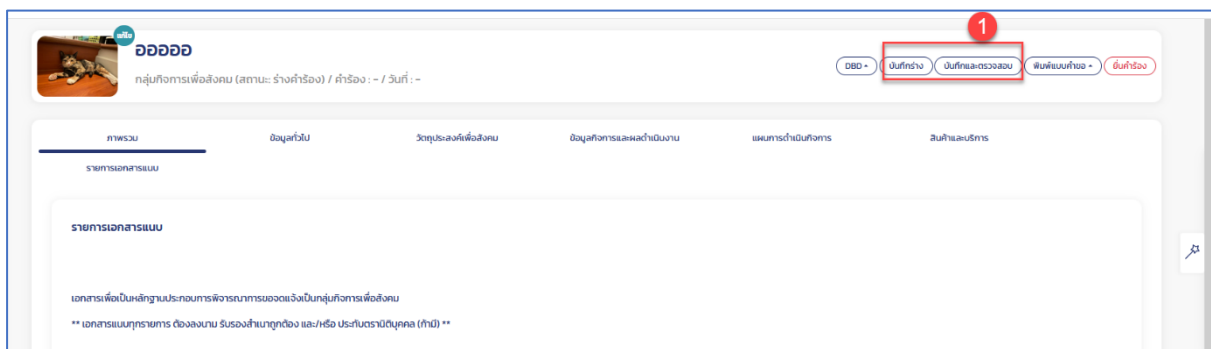 1
แก้ไข
ออออฮ
กลุ่มกิจการเพื่อสังคม (สถานะ: ร่างคำร้อง) / คำร้อง : - / วันที่ : -
DBD บันทึกร่าง บันทึกและตรวจสอบ พิมพ์แบบคำขอ ยื่นคำร้อง
ภาพรวม ข้อมูลทั่วไป วัตถุประสงค์เพื่อสังคม ข้อมูลกิจการและผลดำเนินงาน แผนการดำเนินกิจการ สินค้าและบริการ
รายการเอกสารแนบ
รายการเอกสารแนบ
เอกสารเพื่อเป็นหลักฐานประกอบการพิจารณาการขอจดแจ้งเป็นกลุ่มกิจการเพื่อสังคม
** เอกสารแนบทุกรายการ ต้องลงนาม รับรองสำเนาถูกต้อง และ/หรือ ประทับตรานิติบุคคล (ถ้ามี) **